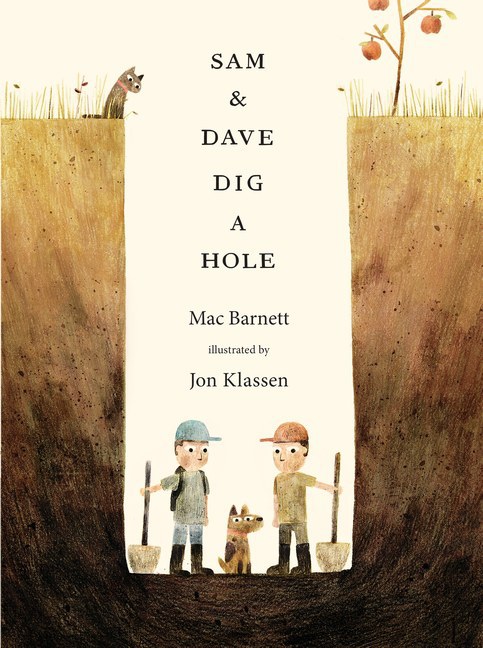 SAM
&
DAVE
DIG
A
HOLE
Mac Barnett
illustrated by
Jon Klassen